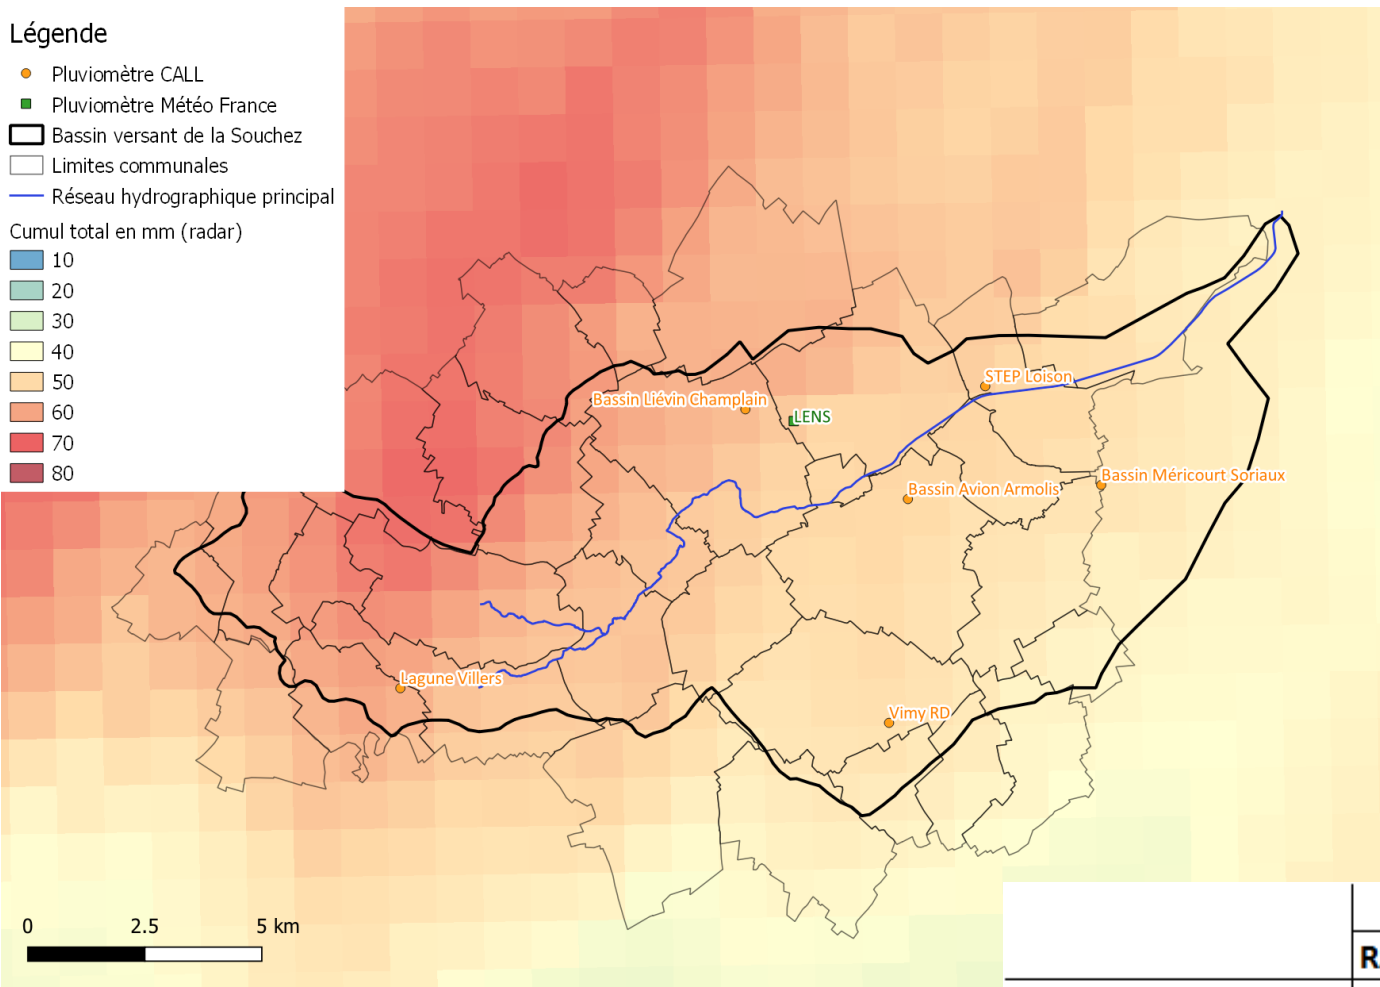 Légende
Pluviomètre CALL
Pluviomètre Météo France
Bassin versant de la Souchez
Limites communales
Réseau hydrographique principal
Cumul total en mm (radar)
10
20
30
40
50
60
70
80
STEP Loison
Bassin Liévin Champlain
LENS
Bassin Méricourt Soriaux
Bassin Avion Armolis
Lagune Villers
Vimy RD
0 2.5 5 km
R